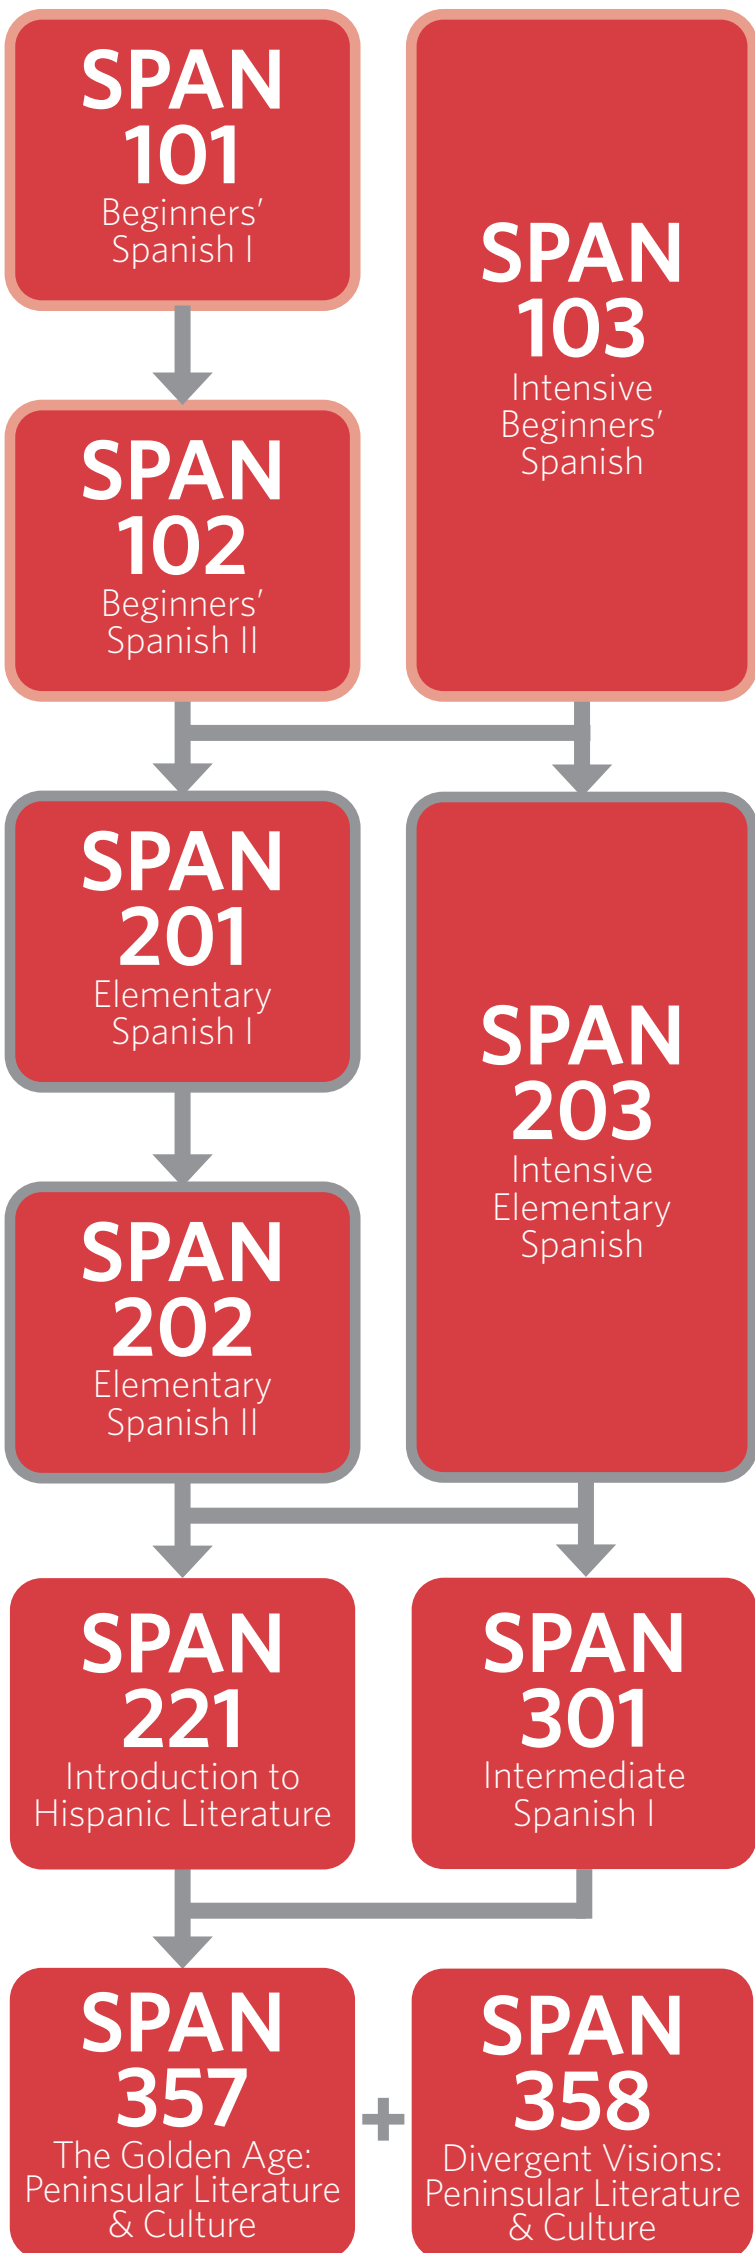 SPAN
101
Beginners’
Spanish I
SPAN
103
Intensive
Beginners’
Spanish
SPAN
102
Beginners’
Spanish II
SPAN
201
Elementary
Spanish I
SPAN
203
Intensive
Elementary
Spanish
SPAN
202
Elementary
Spanish II
SPAN
221
Introduction to
Hispanic Literature
SPAN
301
Intermediate
Spanish I
SPAN
357
The Golden Age:
Peninsular Literature
& Culture
+
SPAN
358
Divergent Visions:
Peninsular Literature
& Culture